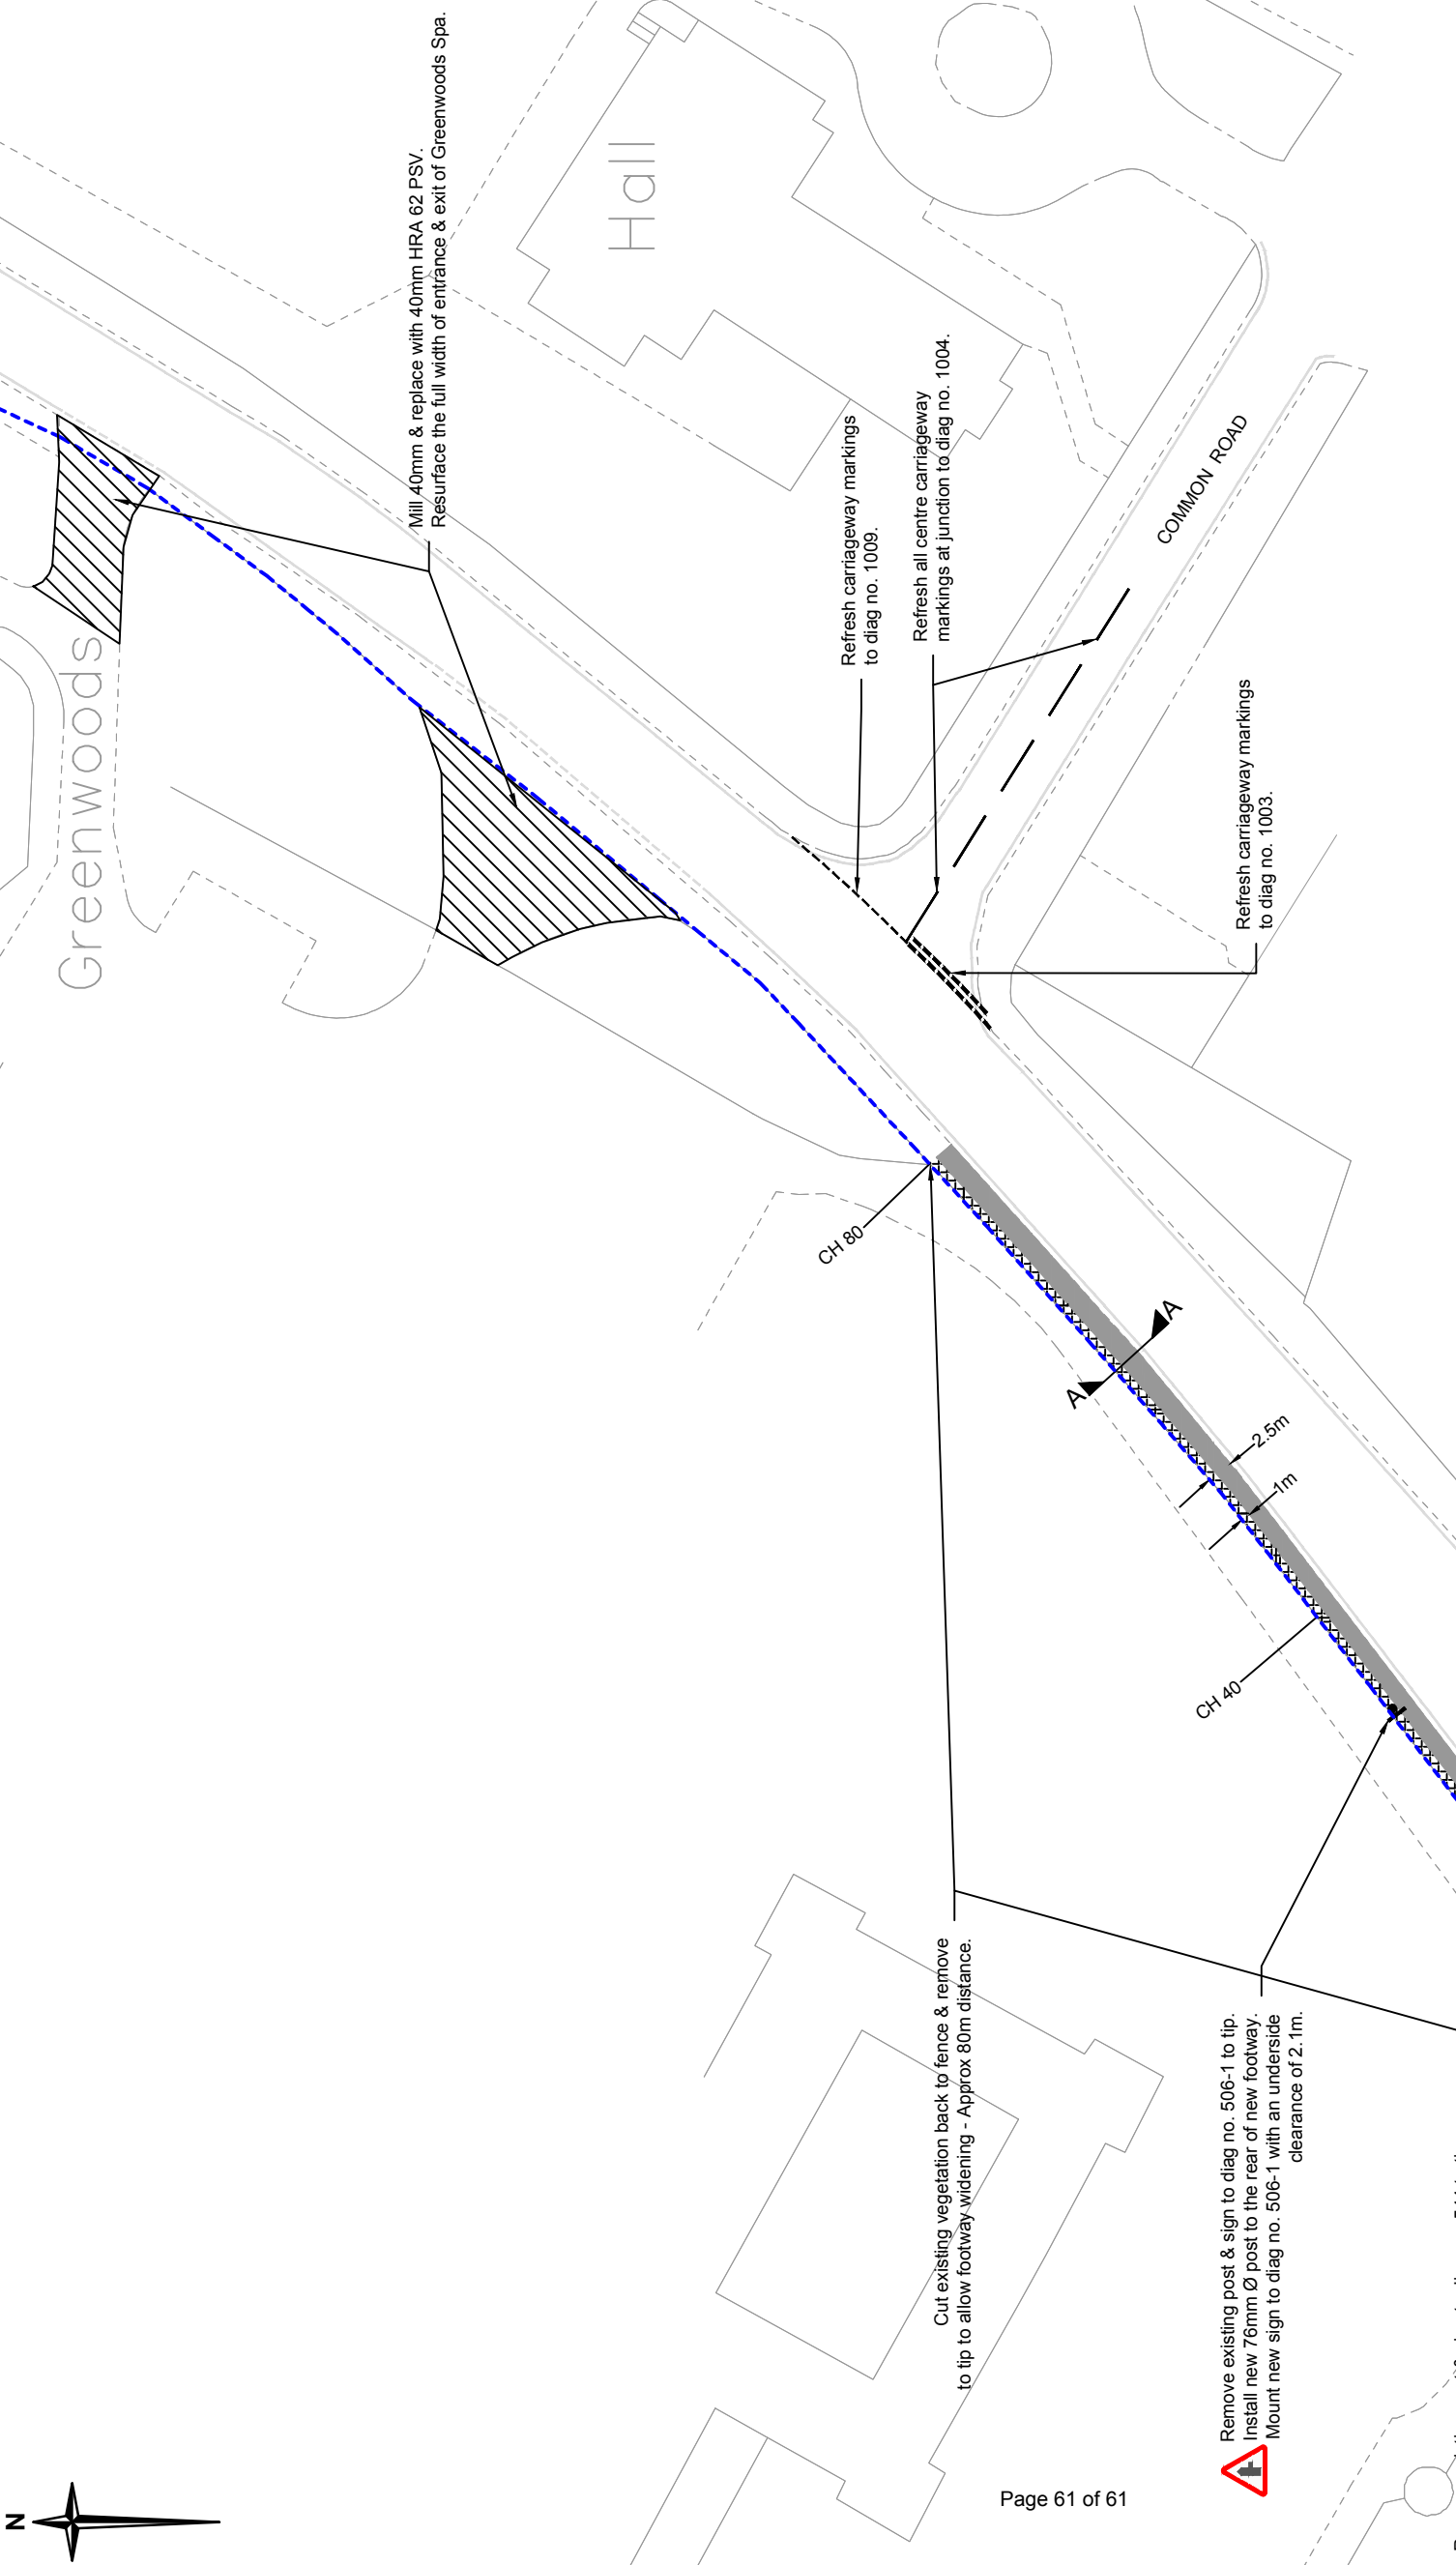 N
Greenwoods
Mill 40mm & replace with 40mm HRA 62 PSV.
Resurface the full width of entrance & exit of Greenwoods Spa.
Hall
Refresh carriageway markings
to diag no. 1009.
Refresh all centre carriageway
markings at junction to diag no. 1004.
COMMON ROAD
Refresh carriageway markings
to diag no. 1003.
CH 80
A
A
2.5m
1m
CH 40
Cut existing vegetation back to fence & remove
to tip to allow footway widening - Approx 80m distance.
Remove existing post & sign to diag no. 506-1 to tip.
Install new 76mm Ø post to the rear of new footway.
Mount new sign to diag no. 506-1 with an underside
clearance of 2.1m.
Page 61 of 61